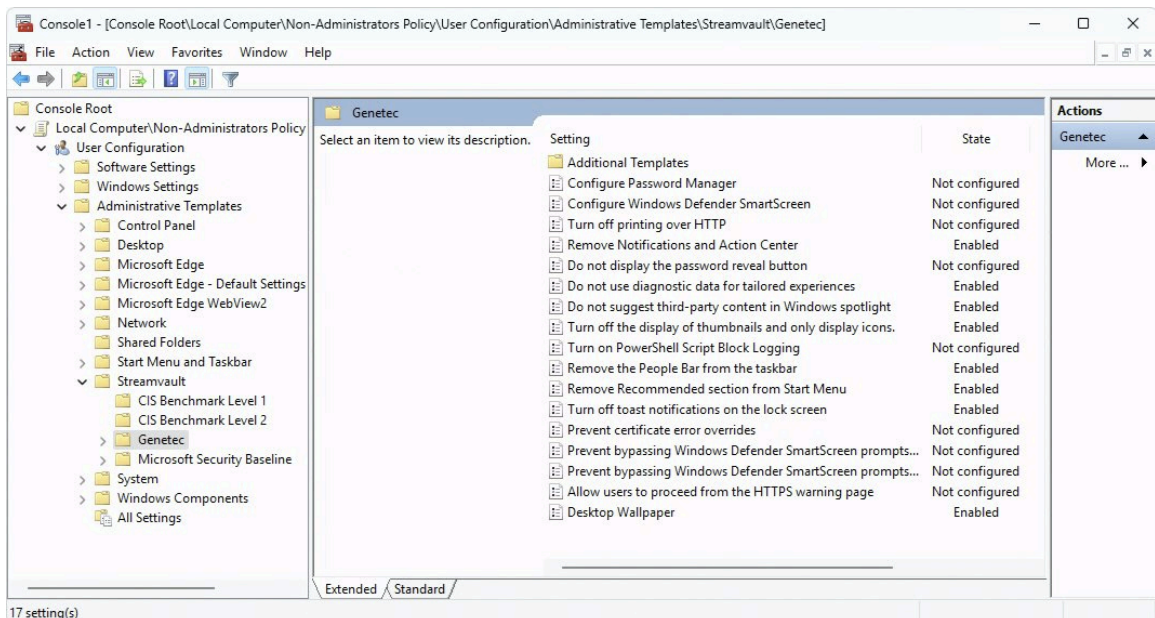 Console1 - [Console Root\Local Computer\Non-Administrators Policy\User Configuration\Administrative Templates\Streamvault\Genetec]
File Action View Favorites Window Help
Console Root
Local Computer\Non-Administrators Policy
User Configuration
Software Settings
Windows Settings
Administrative Templates
Control Panel
Desktop
Microsoft Edge
Microsoft Edge - Default Settings
Microsoft Edge WebView2
Network
Shared Folders
Start Menu and Taskbar
Streamvault
CIS Benchmark Level 1
CIS Benchmark Level 2
Genetec
Microsoft Security Baseline
System
Windows Components
All Settings
Genetec
Select an item to view its description.
Setting State
Additional Templates
Configure Password Manager Not configured
Configure Windows Defender SmartScreen Not configured
Turn off printing over HTTP Not configured
Remove Notifications and Action Center Enabled
Do not display the password reveal button Not configured
Do not use diagnostic data for tailored experiences Enabled
Do not suggest third-party content in Windows spotlight Enabled
Turn off the display of thumbnails and only display icons. Enabled
Turn on PowerShell Script Block Logging Not configured
Remove the People Bar from the taskbar Enabled
Remove Recommended section from Start Menu Enabled
Turn off toast notifications on the lock screen Enabled
Prevent certificate error overrides Not configured
Prevent bypassing Windows Defender SmartScreen prompts... Not configured
Prevent bypassing Windows Defender SmartScreen prompts... Not configured
Allow users to proceed from the HTTPS warning page Not configured
Desktop Wallpaper Enabled
Extended Standard
Actions
Genetec
More ...
17 setting(s)